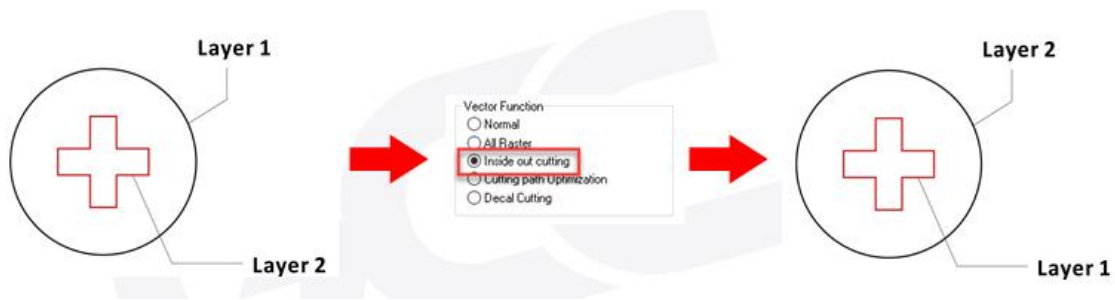 Layer 1
Layer 2
Vector Function
Normal
All Raster
Inside out cutting
Cutting path Optimization
Decal Cutting
Layer 2
Layer 1